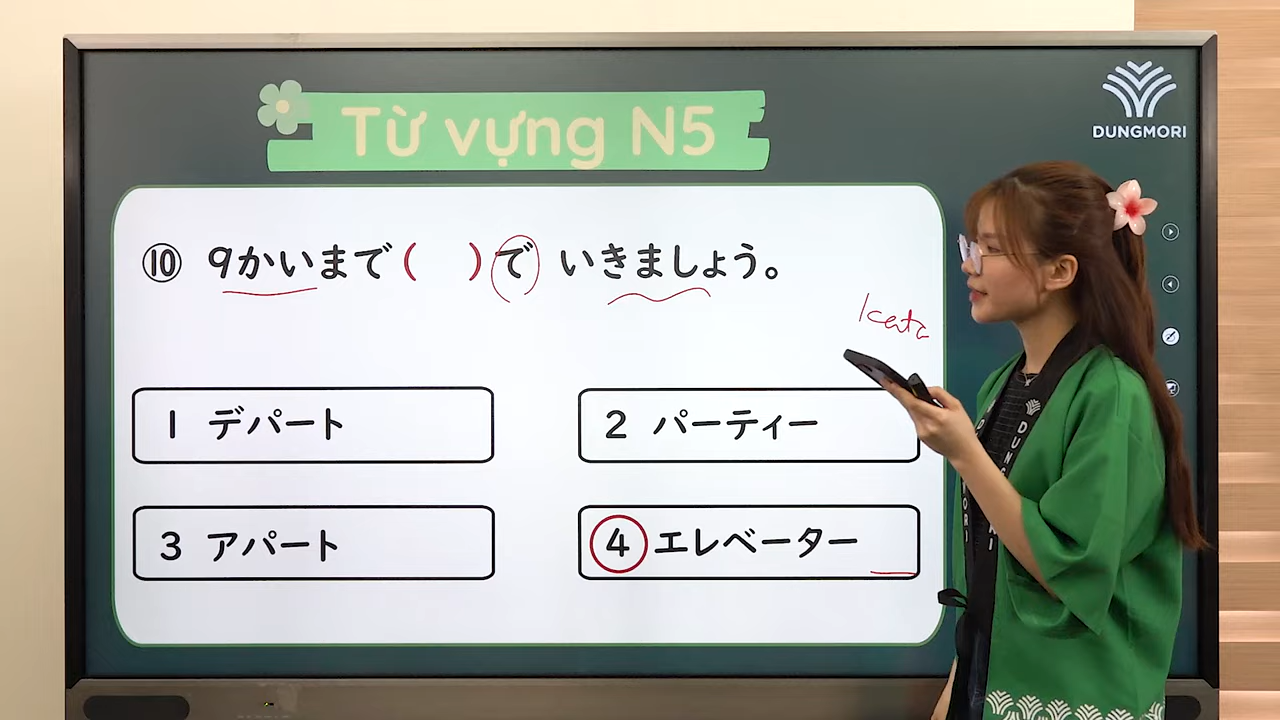 Từ vựng N5
DUNGMORI
⑩ 9かいまで( )で いきましょう。
kata
1 デパート
2 パーティー
3 アパート
4 エレベーター